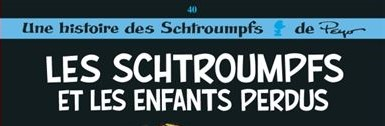 40
Une histoire des Schtroumpfs de Peyo
LES SCHTROUMPFS
ET LES ENFANTS PERDUS